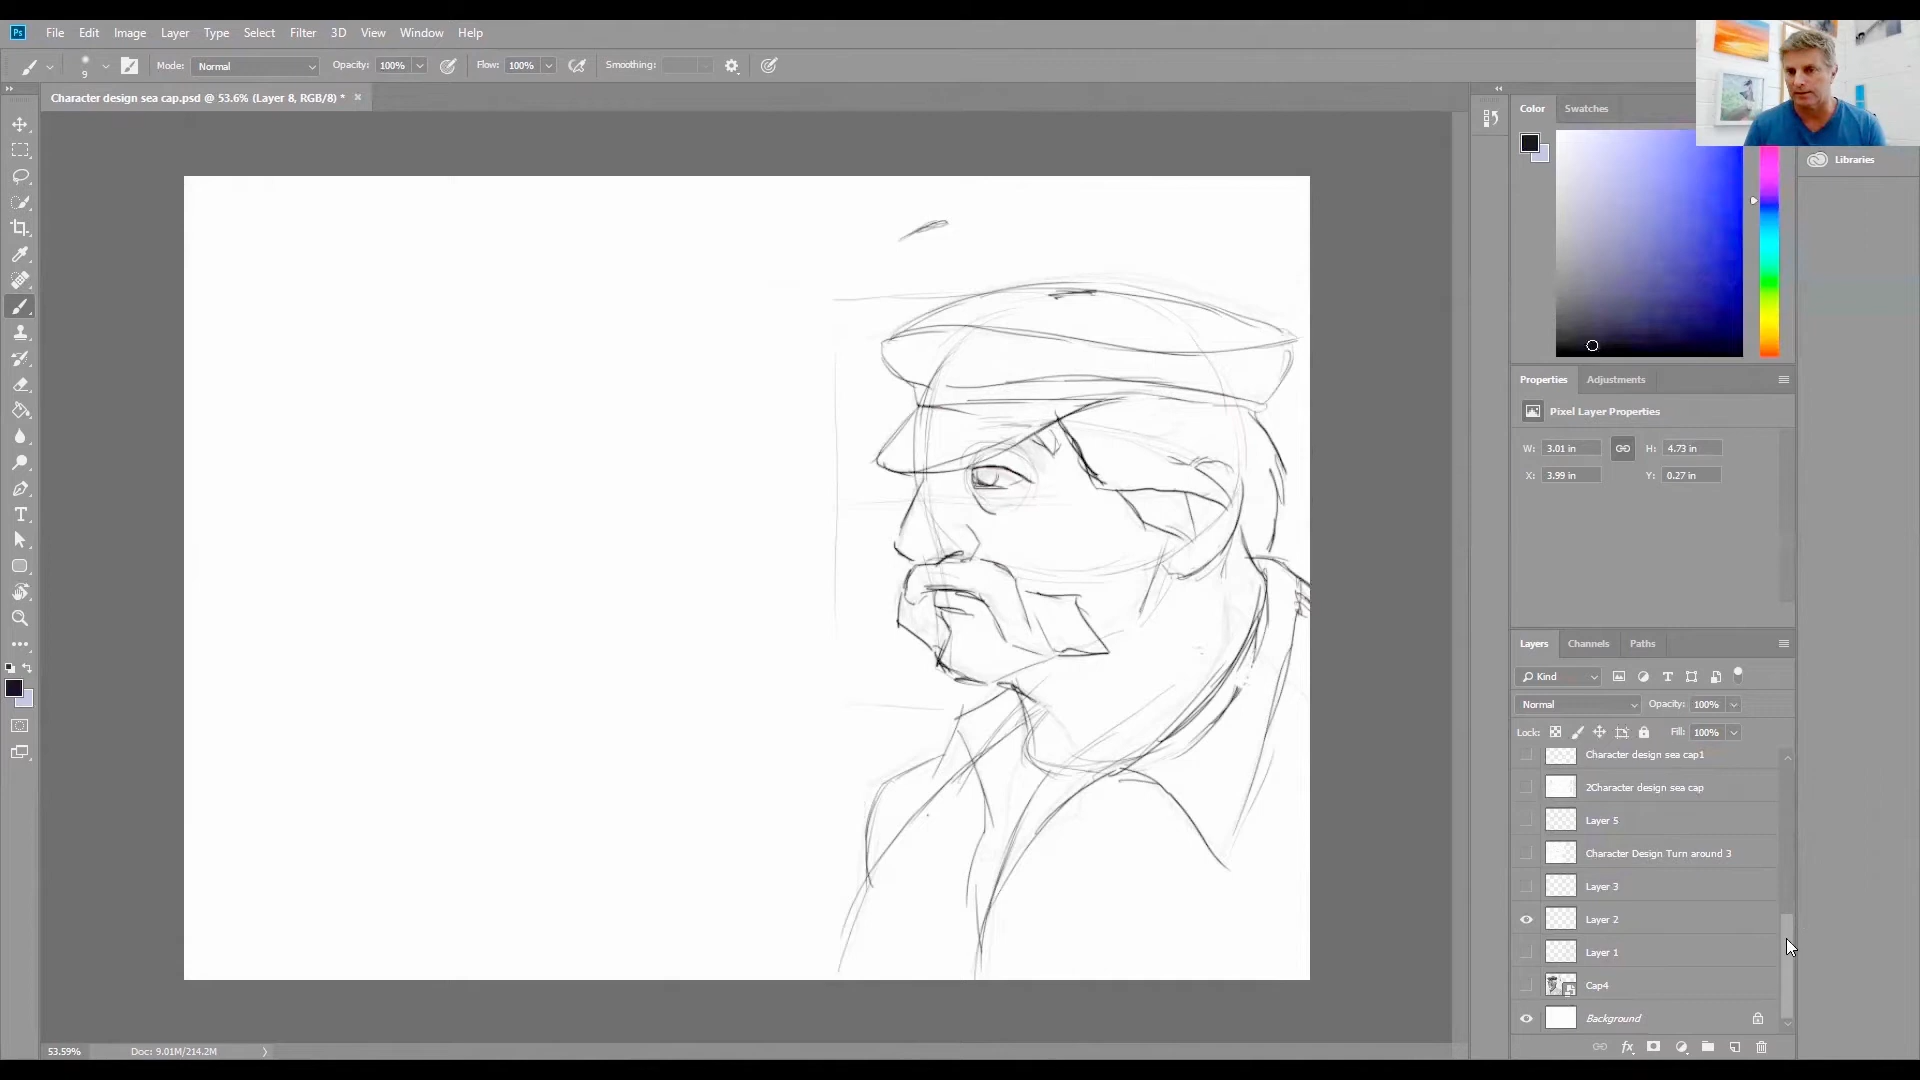 Ps File Edit Image Layer Type Select Filter 3D View Window Help
9 Mode: Normal Opacity: 100% Flow: 100% Smoothing:
Character design sea cap.psd @ 53.6% (Layer 8, RGB/8) *
Color Swatches
Libraries
Properties Adjustments
Pixel Layer Properties
W: 3.01 in H: 4.73 in
X: 3.99 in Y: 0.27 in
Layers Channels Paths
Kind
Normal Opacity: 100%
Lock: Fill: 100%
Character design sea cap1
2Character design sea cap
Layer 5
Character Design Turn around 3
Layer 3
Layer 2
Layer 1
Cap4
Background
fx
53.59% Doc: 9.01M/214.2M